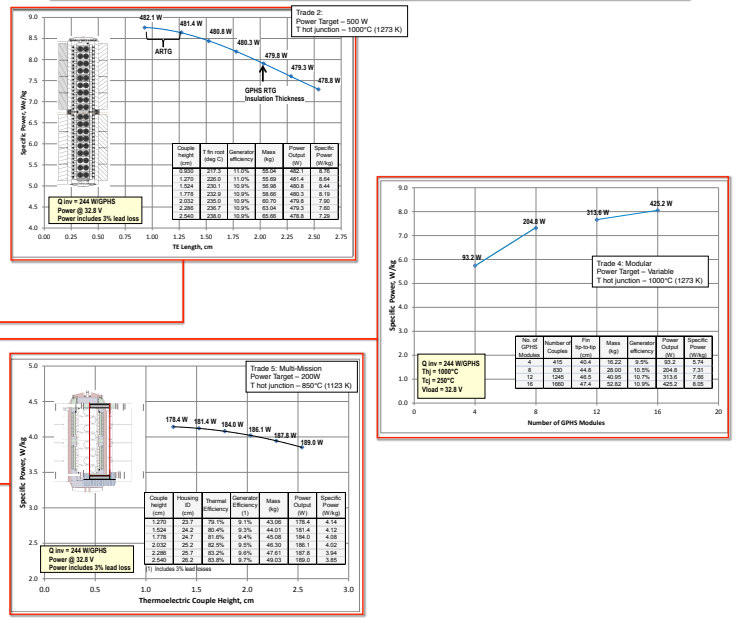 Trade 2:
Power Target – 500 W
T hot junction – 1000°C (1273 K)
Specific Power, We/kg
9.0
8.5
8.0
7.5
7.0
6.5
6.0
5.5
5.0
4.5
4.0
482.1 W
481.4 W
480.8 W
480.3 W
479.8 W
479.3 W
478.8 W
ARTG
GPHS RTG
Insulation Thickness
Couple height (cm) T fin root (deg C) Generator efficiency Mass (kg) Power Output (W) Specific Power (W/kg)
0.930 217.3 11.0% 55.04 482.1 8.76
1.270 226.0 11.0% 55.69 481.4 8.64
1.524 230.1 10.9% 56.98 480.8 8.44
1.778 232.9 10.9% 58.66 480.3 8.19
2.032 235.0 10.9% 60.70 479.8 7.90
2.286 236.7 10.9% 63.04 479.3 7.60
2.540 238.0 10.9% 65.66 478.8 7.29
Q inv = 244 W/GPHS
Power @ 32.8 V
Power includes 3% lead loss
0.00 0.25 0.50 0.75 1.00 1.25 1.50 1.75 2.00 2.25 2.50 2.75
TE Length, cm
Specific Power, W/kg
9.0
8.0
7.0
6.0
5.0
4.0
3.0
2.0
1.0
0.0
93.2 W
204.8 W
313.6 W
425.2 W
Trade 4: Modular
Power Target – Variable
T hot junction – 1000°C (1273 K)
No. of GPHS Modules Number of Couples Fin tip-to-tip (cm) Mass (kg) Generator efficiency Power Output (W) Specific Power (W/kg)
4 415 40.4 16.2 9.5% 93.2 5.74
8 830 44.8 28.00 10.5% 204.8 7.31
12 1245 46.5 40.95 10.7% 313.6 7.66
16 1660 47.4 52.82 10.9% 425.2 8.05
Q inv = 244 W/GPHS
Thj = 1000°C
Tcj = 250°C
Vload = 32.8 V
0 4 8 12 16 20
Number of GPHS Modules
Trade 5: Multi-Mission
Power Target – 200W
T hot junction – 850°C (1123 K)
Specific Power, W/kg
5.0
4.5
4.0
3.5
3.0
2.5
2.0
178.4 W
181.4 W
184.0 W
186.1 W
187.8 W
189.0 W
Couple height (cm) Housing ID (cm) Thermal Efficiency Generator Efficiency (1) Mass (kg) Power Output (W) Specific Power (W/kg)
1.270 23.7 79.1% 9.1% 43.06 178.4 4.14
1.524 24.2 80.4% 9.3% 44.01 181.4 4.12
1.778 24.7 81.6% 9.4% 45.08 184.0 4.08
2.032 25.2 82.5% 9.5% 46.30 186.1 4.02
2.286 25.7 83.2% 9.6% 47.61 187.8 3.94
2.540 26.2 83.8% 9.7% 49.03 189.0 3.85
(1) Includes 3% lead losses
Q inv = 244 W/GPHS
Power @ 32.8 V
Power includes 3% lead loss
0.0 0.5 1.0 1.5 2.0 2.5 3.0
Thermoelectric Couple Height, cm